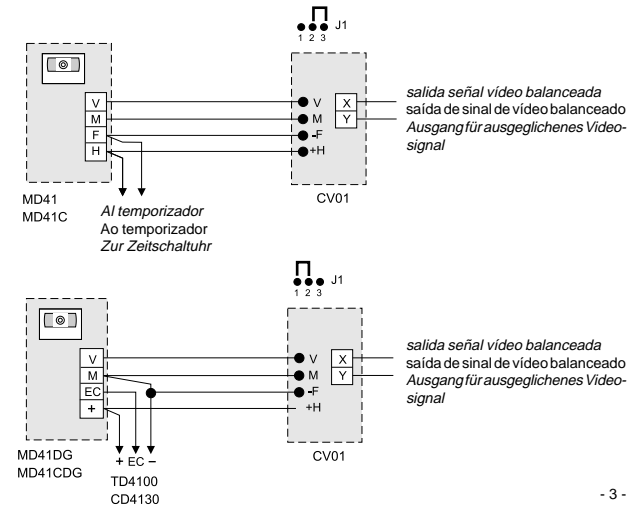 J1
1 2 3
V
M
F
H
V
M
-F
+H
X
Y
salida señal vídeo balanceada
saída de sinal de vídeo balanceado
Ausgang für ausgeglichenes Video-
signal
MD41
MD41C
CV01
Al temporizador
Ao temporizador
Zur Zeitschaltuhr
J1
1 2 3
V
M
EC
+
V
M
-F
+H
X
Y
salida señal vídeo balanceada
saída de sinal de vídeo balanceado
Ausgang für ausgeglichenes Video-
signal
MD41DG
MD41CDG
+ EC –
CV01
TD4100
CD4130
- 3 -